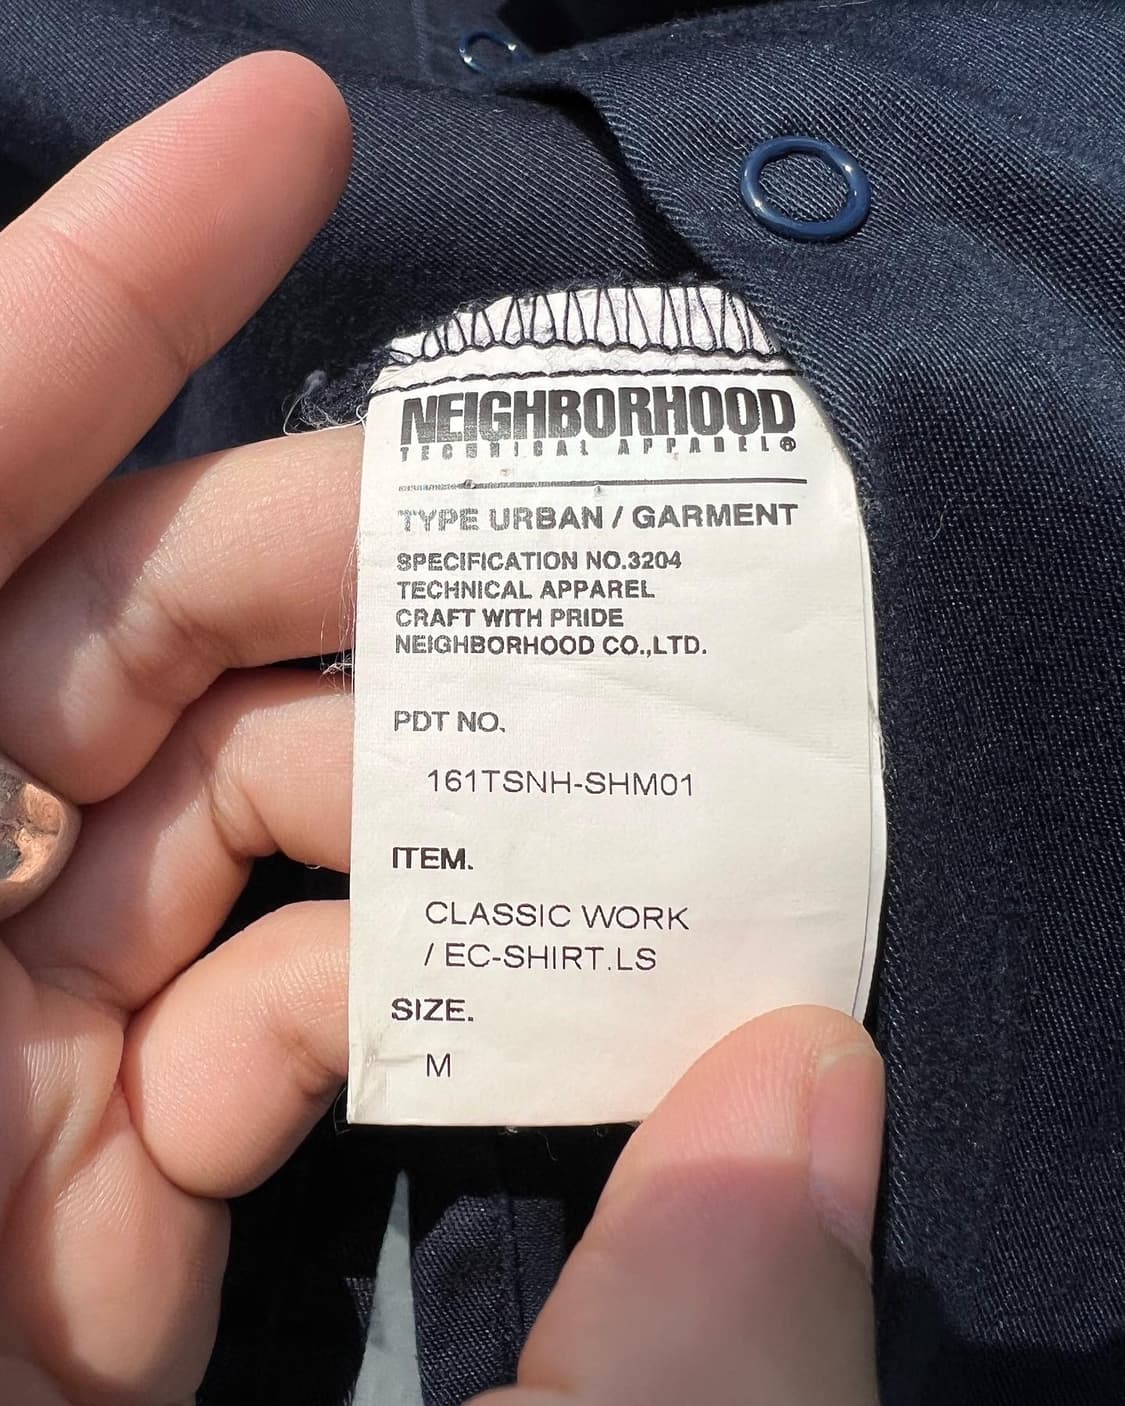 NEIGHBORHOOD
TECHNICAL APPAREL®
TYPE URBAN / GARMENT
SPECIFICATION NO.3204
TECHNICAL APPAREL
CRAFT WITH PRIDE
NEIGHBORHOOD CO.,LTD.
PDT NO.
161TSNH-SHM01
ITEM.
CLASSIC WORK
/ EC-SHIRT.LS
SIZE.
M